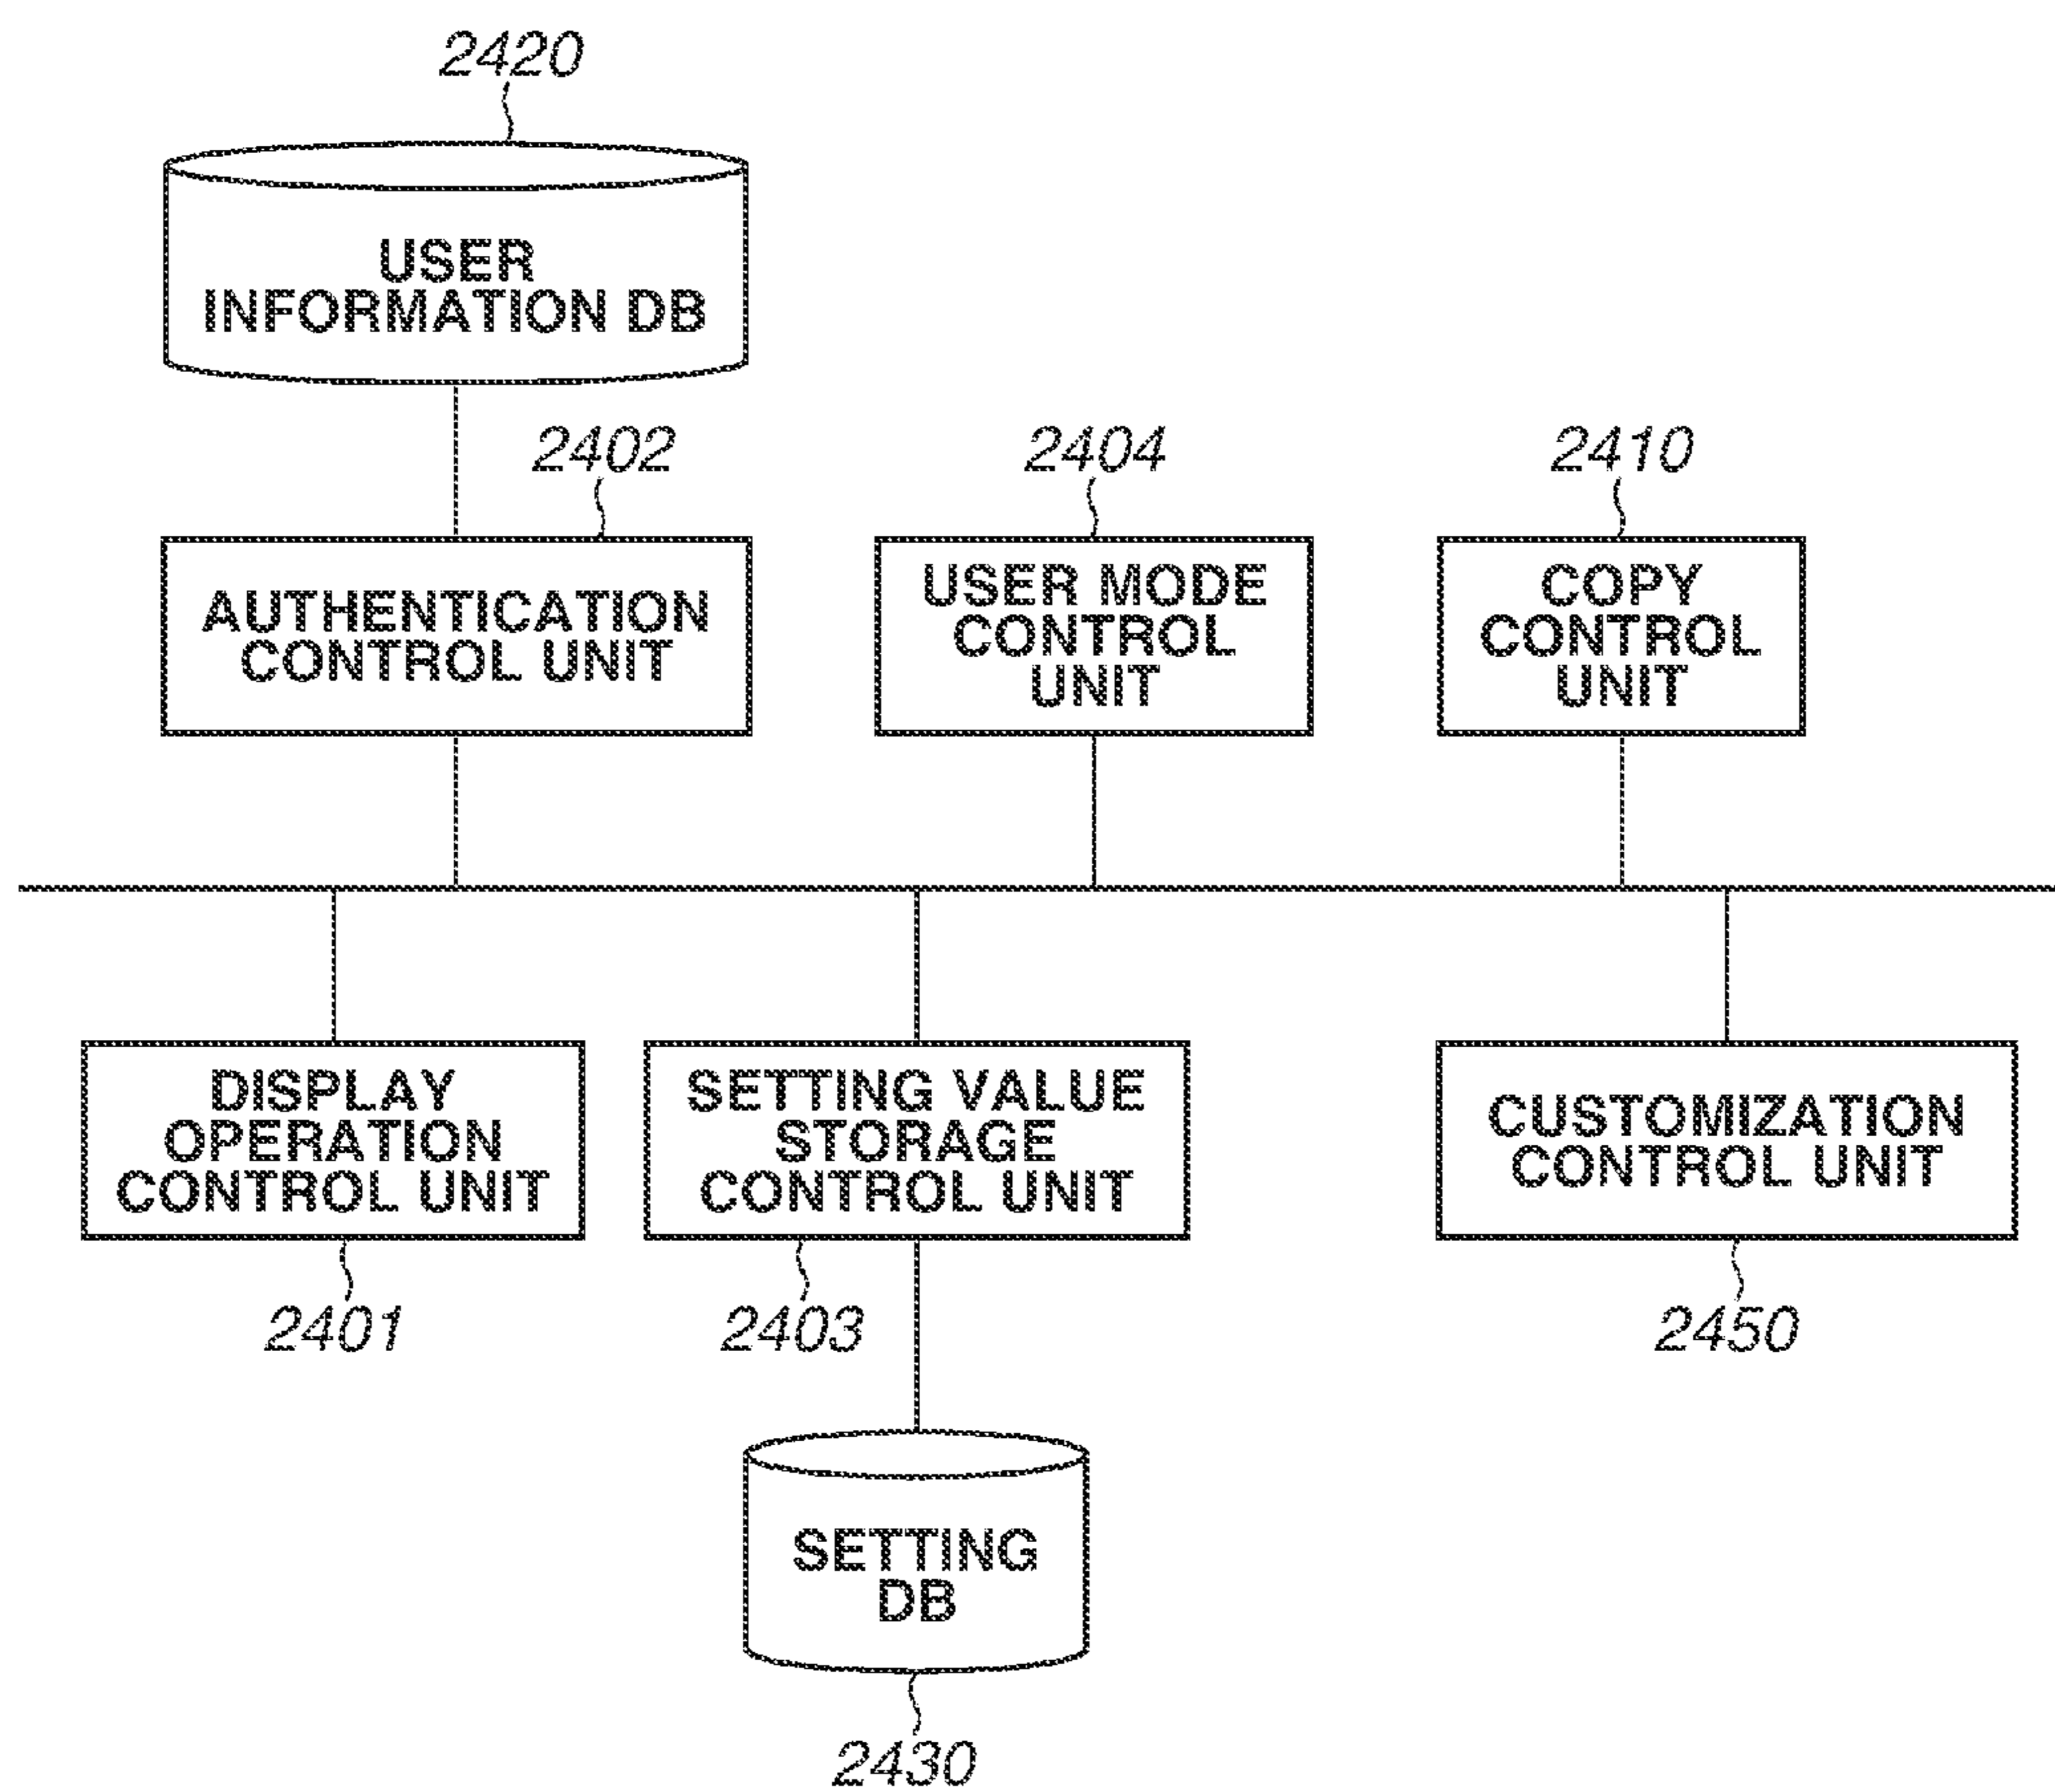 2420
USER
INFORMATION DB
2402
2404
2410
AUTHENTICATION
CONTROL UNIT
USER MODE
CONTROL
UNIT
COPY
CONTROL
UNIT
DISPLAY
OPERATION
CONTROL UNIT
SETTING VALUE
STORAGE
CONTROL UNIT
CUSTOMIZATION
CONTROL UNIT
2401
2403
2450
SETTING
DB
2430